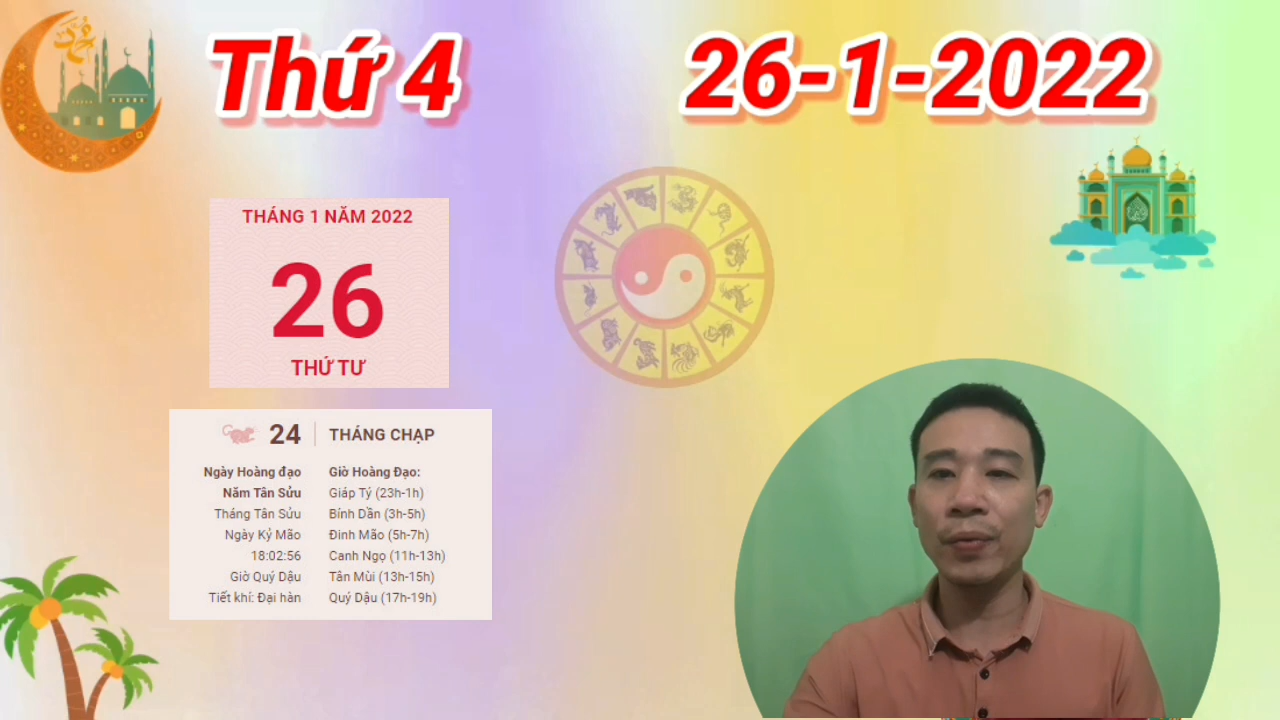 Thứ 4
26-1-2022
THÁNG 1 NĂM 2022
26
THỨ TƯ
24 THÁNG CHẠP
Ngày Hoàng đạo
Năm Tân Sửu
Tháng Tân Sửu
Ngày Kỷ Mão
18:02:56
Giờ Quý Dậu
Tiết khí: Đại hàn
Giờ Hoàng Đạo:
Giáp Tý (23h-1h)
Bính Dần (3h-5h)
Đinh Mão (5h-7h)
Canh Ngọ (11h-13h)
Tân Mùi (13h-15h)
Quý Dậu (17h-19h)